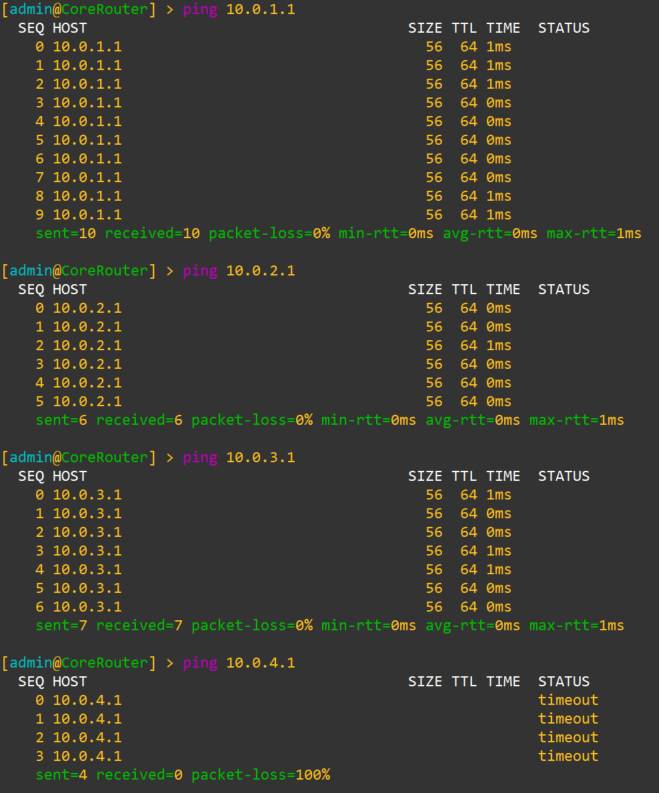 [admin@CoreRouter] > ping 10.0.1.1
SEQ HOST SIZE TTL TIME STATUS
0 10.0.1.1 56 64 1ms
1 10.0.1.1 56 64 1ms
2 10.0.1.1 56 64 1ms
3 10.0.1.1 56 64 0ms
4 10.0.1.1 56 64 0ms
5 10.0.1.1 56 64 0ms
6 10.0.1.1 56 64 0ms
7 10.0.1.1 56 64 0ms
8 10.0.1.1 56 64 1ms
9 10.0.1.1 56 64 1ms
sent=10 received=10 packet-loss=0% min-rtt=0ms avg-rtt=0ms max-rtt=1ms
[admin@CoreRouter] > ping 10.0.2.1
SEQ HOST SIZE TTL TIME STATUS
0 10.0.2.1 56 64 0ms
1 10.0.2.1 56 64 0ms
2 10.0.2.1 56 64 1ms
3 10.0.2.1 56 64 0ms
4 10.0.2.1 56 64 0ms
5 10.0.2.1 56 64 0ms
sent=6 received=6 packet-loss=0% min-rtt=0ms avg-rtt=0ms max-rtt=1ms
[admin@CoreRouter] > ping 10.0.3.1
SEQ HOST SIZE TTL TIME STATUS
0 10.0.3.1 56 64 1ms
1 10.0.3.1 56 64 0ms
2 10.0.3.1 56 64 0ms
3 10.0.3.1 56 64 1ms
4 10.0.3.1 56 64 1ms
5 10.0.3.1 56 64 0ms
6 10.0.3.1 56 64 0ms
sent=7 received=7 packet-loss=0% min-rtt=0ms avg-rtt=0ms max-rtt=1ms
[admin@CoreRouter] > ping 10.0.4.1
SEQ HOST SIZE TTL TIME STATUS
0 10.0.4.1 timeout
1 10.0.4.1 timeout
2 10.0.4.1 timeout
3 10.0.4.1 timeout
sent=4 received=0 packet-loss=100%